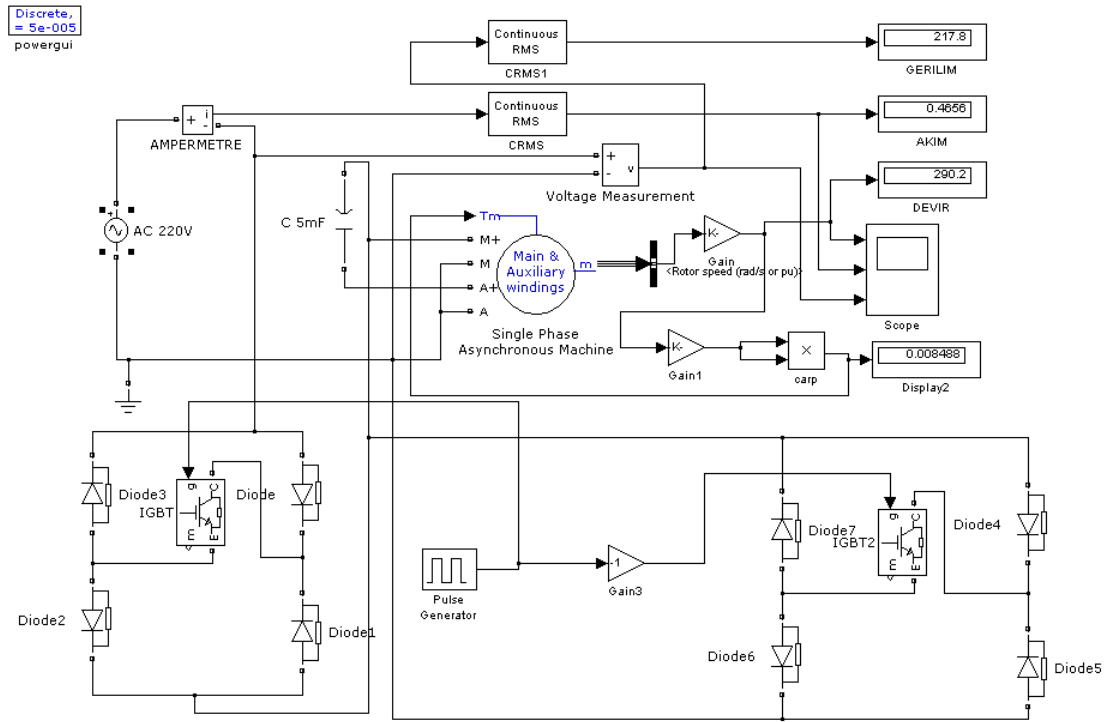 Discrete,
= 5e-005
powergui
Continuous
RMS
CRMS1
217.8
GERILIM
Continuous
RMS
CRMS
0.4656
AKIM
+ i
-
AMPERMETRE
+
- v
Voltage Measurement
290.2
DEVIR
+
AC 220V
C 5mF
Tm
M+
M
A+
A
Main &
Auxiliary
windings
m
Single Phase
Asynchronous Machine
K-
Gain
<Rotor speed (rad/s or pu)>
Scope
K-
Gain1
×
carp
0.008488
Display2
Diode3
g C
m E
IGBT
Diode
Diode2
Diode1
Pulse
Generator
-1
Gain3
Diode7
g C
m E
IGBT2
Diode4
Diode6
Diode5